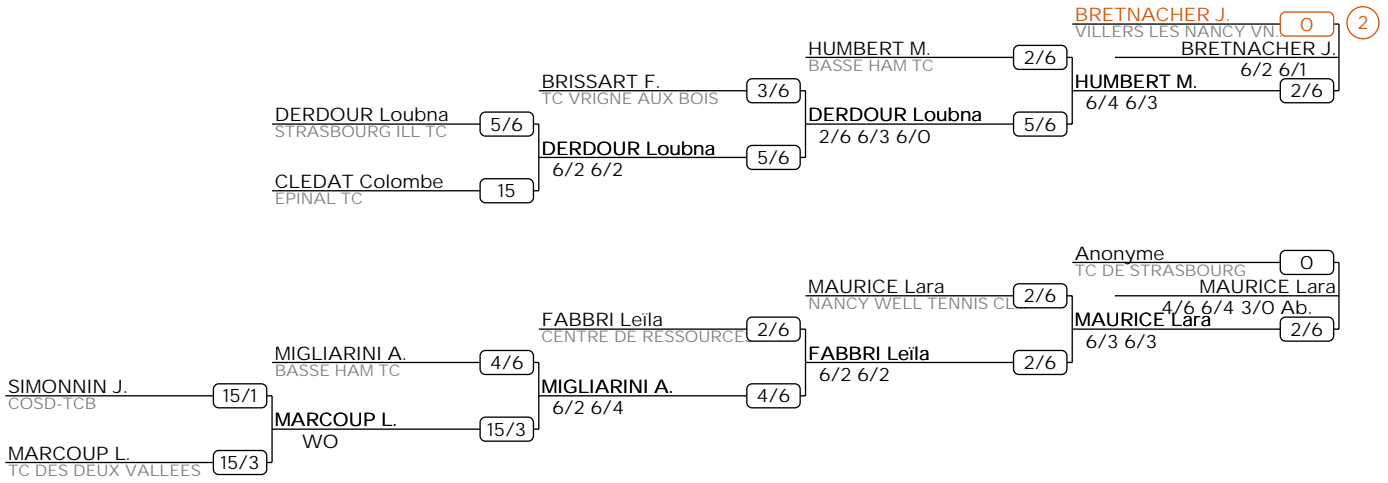 BRETNACHER J.
VILLERS LES NANCY VN... 0 2
BRETNACHER J.
6/2 6/1
HUMBERT M.
BASSE HAM TC 2/6
HUMBERT M. 2/6
6/4 6/3
BRISSART F.
TC VRIGNE AUX BOIS 3/6
DERDOUR Loubna 5/6
2/6 6/3 6/0
DERDOUR Loubna
STRASBOURG ILL TC 5/6
DERDOUR Loubna 5/6
6/2 6/2
CLEDAT Colombe 15
EPINAL TC
Anonyme
TC DE STRASBOURG 0
MAURICE Lara
4/6 6/4 3/0 Ab.
MAURICE Lara
NANCY WELL TENNIS CL... 2/6
MAURICE Lara 2/6
6/3 6/3
FABBRI Leïla
CENTRE DE RESSOURCE... 2/6
FABBRI Leïla 2/6
6/2 6/2
MIGLIARINI A.
BASSE HAM TC 4/6
MIGLIARINI A. 4/6
6/2 6/4
SIMONNIN J.
COSD-TCB 15/1
MARCOUP L. 15/3
WO
MARCOUP L.
TC DES DEUX VALLEES 15/3